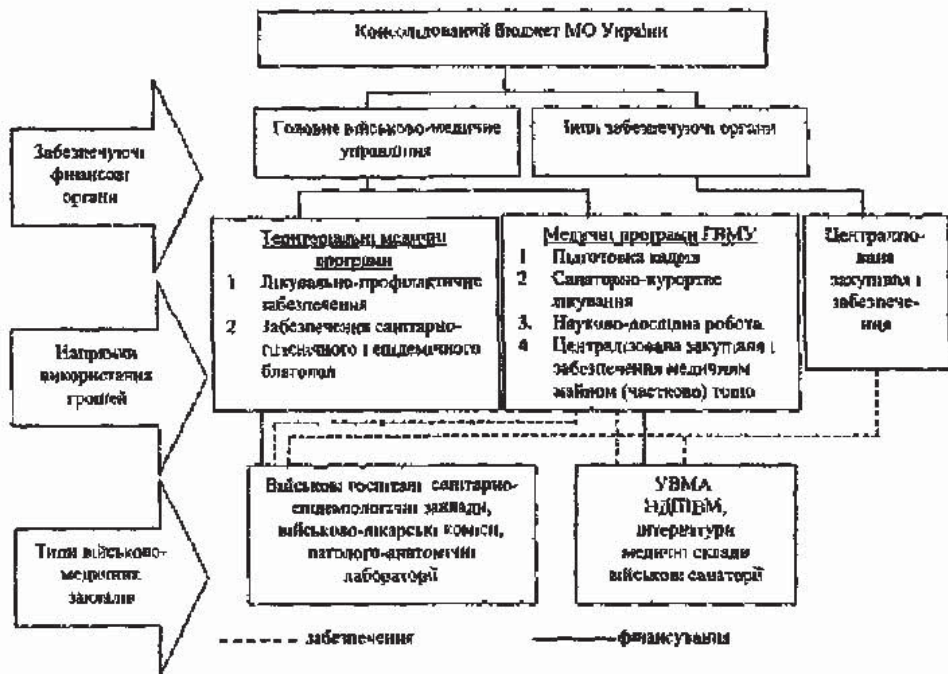 Консолідований бюджет МО України
Головне військово-медичне
управління
Інші забезпечуючі органи
Забезпечуючі
фінансові
органи
Територіальні медичні
програми
1 Лікувально-профілактичне
забезпечення
2 Забезпечення санітарно-
гігієнічного і епідемічного
благопол
Медичні програми ГВМУ
1 Підготовка кадрів
2 Санаторно-курортне
лікування
3. Науково-дослідна робота
4 Централізована закупівля і
забезпечення медичним
майном (частково) тощо
Централізо-
вана
закупівля і
забезпече-
ння
Напрямки
використання
грошей
Військові госпіталі санітарно-
епідеміологічні заклади,
військово-лікарські комісії,
патолого-анатомічні
лабораторії
УВМА
НДІПВМ,
інтернатури
медичні склади
військові санаторії
Типи військово-
медичних
закладів
забезпечення
фінансування